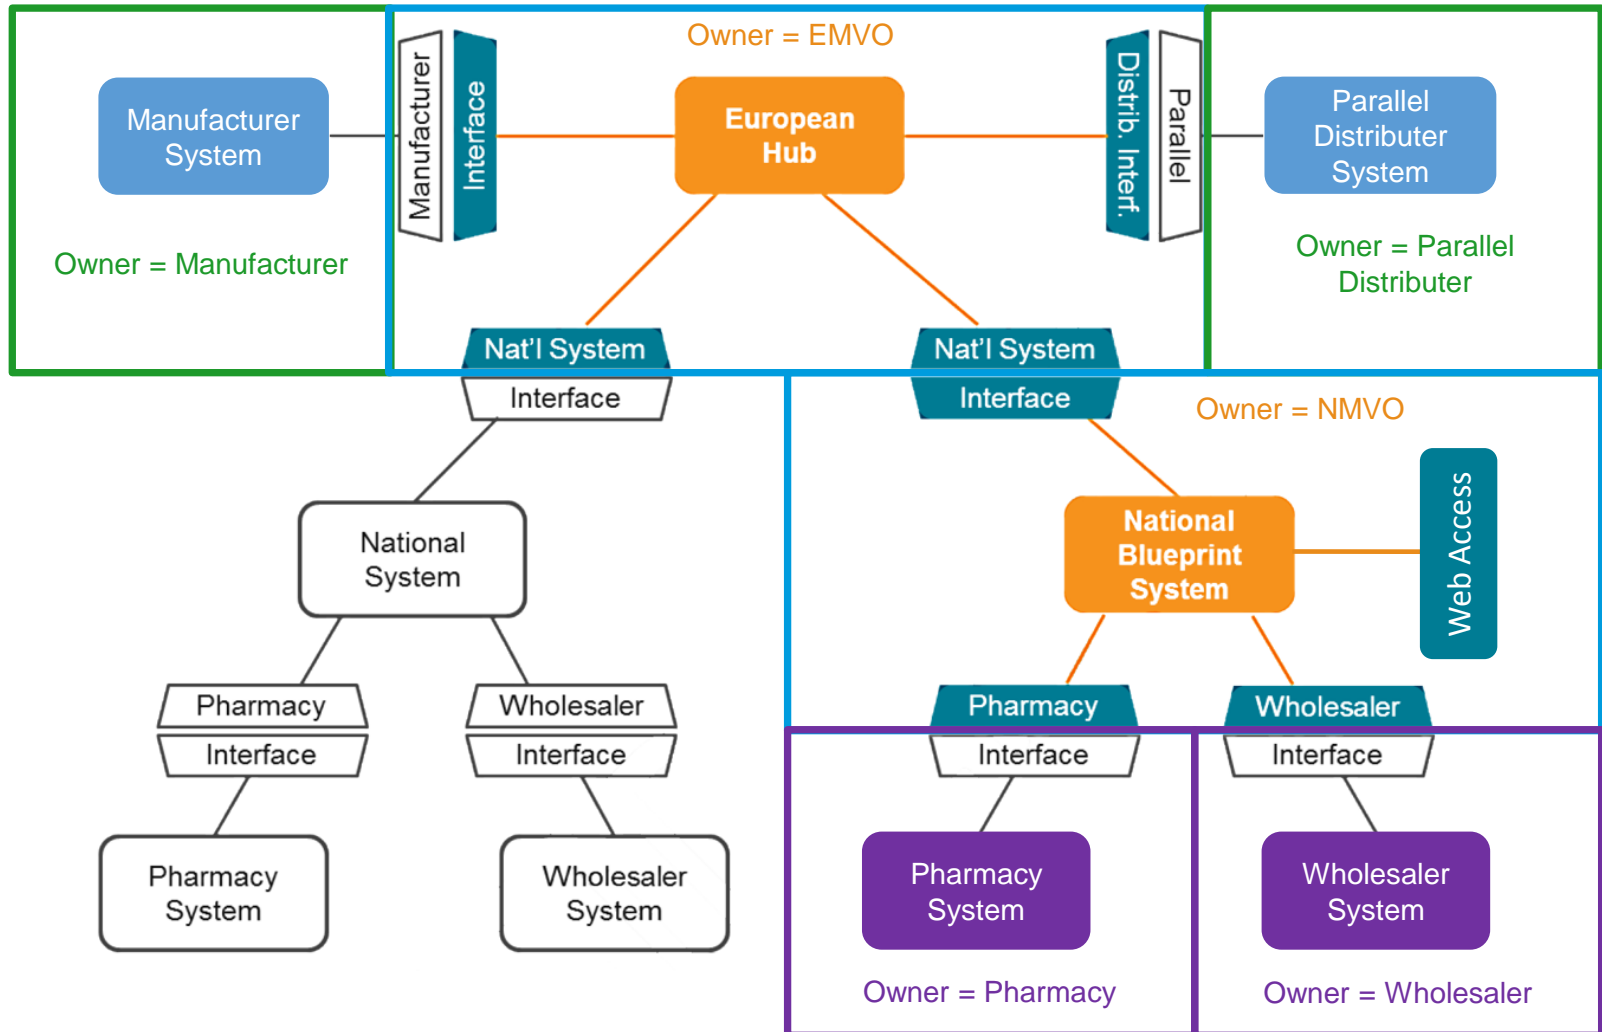 Owner = EMVO
Manufacturer
System
Manufacturer
Interface
European
Hub
Distrib. Interf.
Parallel
Parallel
Distributer
System
Owner = Manufacturer
Owner = Parallel
Distributer
Nat'l System
Interface
Nat'l System
Interface
Owner = NMVO
National
System
National
Blueprint
System
Web Access
Pharmacy
Interface
Wholesaler
Interface
Pharmacy
Interface
Wholesaler
Interface
Pharmacy
System
Wholesaler
System
Pharmacy
System
Wholesaler
System
Owner = Pharmacy
Owner = Wholesaler